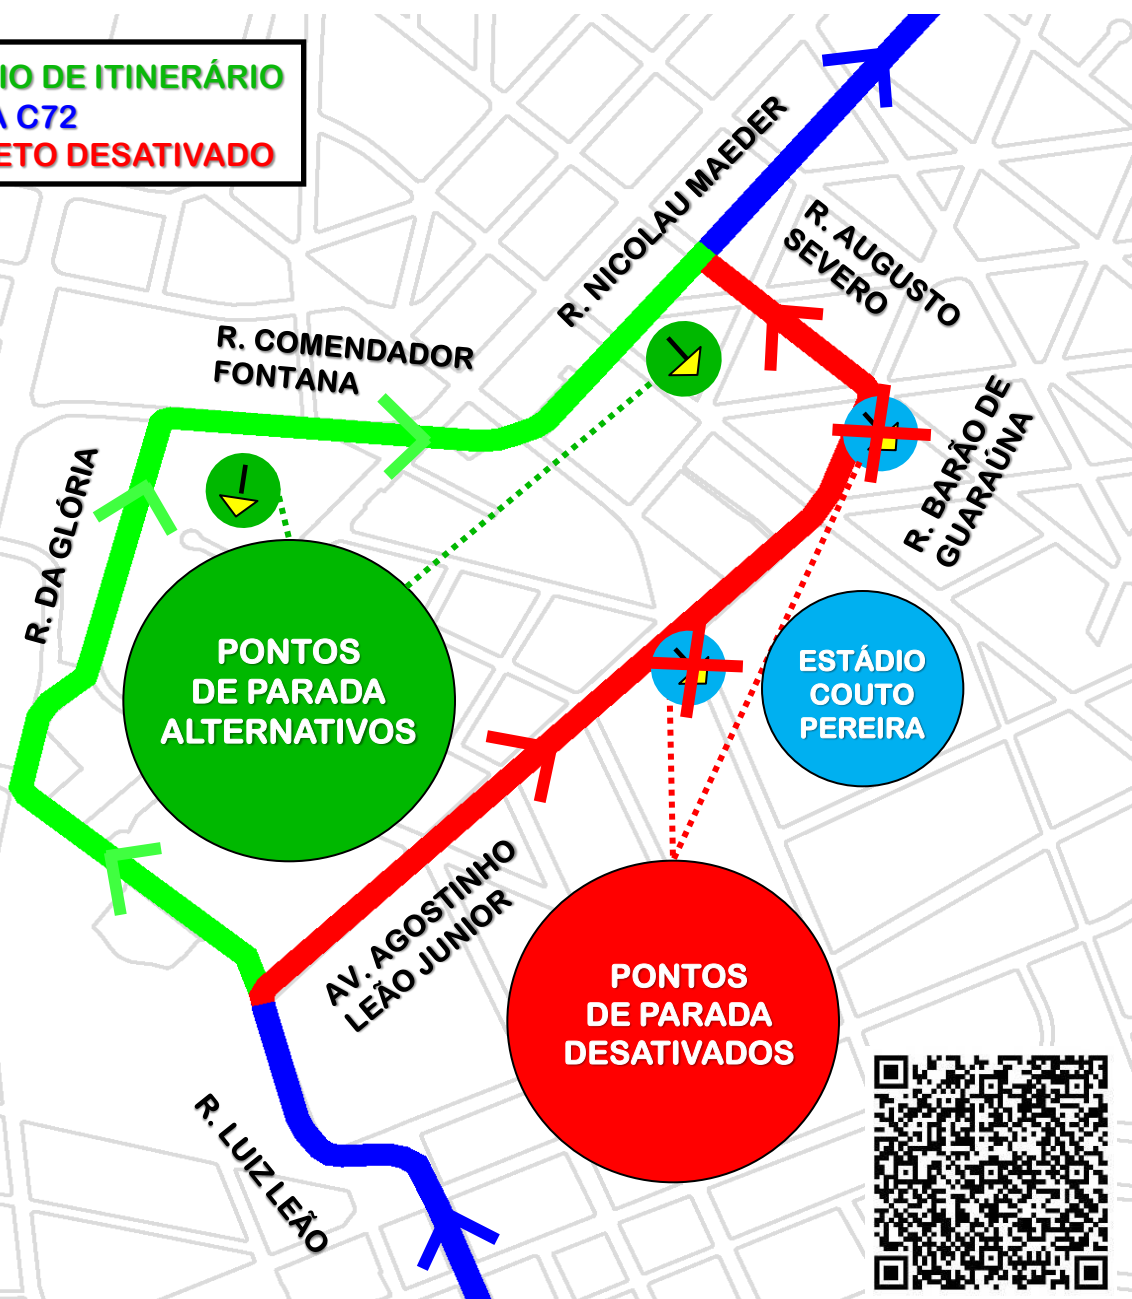 IO DE ITINERÁRIO
A C72
ETO DESATIVADO
R. NICOLAU MAEDER
R. AUGUSTO
SEVERO
R. COMENDADOR
FONTANA
R. BARÃO DE
GUARAÚNA
R. DA GLÓRIA
PONTOS
DE PARADA
ALTERNATIVOS
ESTÁDIO
COUTO
PEREIRA
AV. AGOSTINHO
LEÃO JUNIOR
PONTOS
DE PARADA
DESATIVADOS
R. LUIZ LEÃO